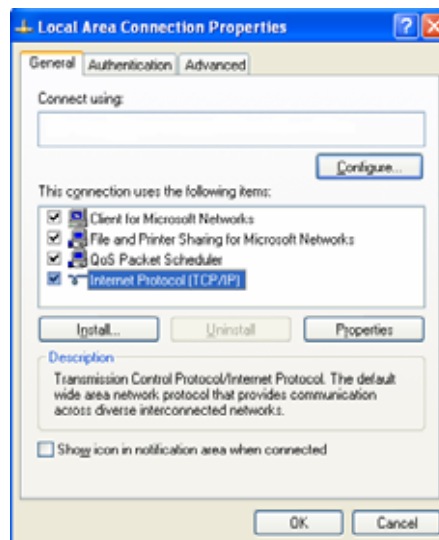 Local Area Connection Properties
General Authentication Advanced
Connect using:
Configure...
This connection uses the following items:
Client for Microsoft Networks
File and Printer Sharing for Microsoft Networks
QoS Packet Scheduler
Internet Protocol (TCP/IP)
Install... Uninstall Properties
Description
Transmission Control Protocol/Internet Protocol. The default
wide area network protocol that provides communication
across diverse interconnected networks.
Show icon in notification area when connected
OK Cancel